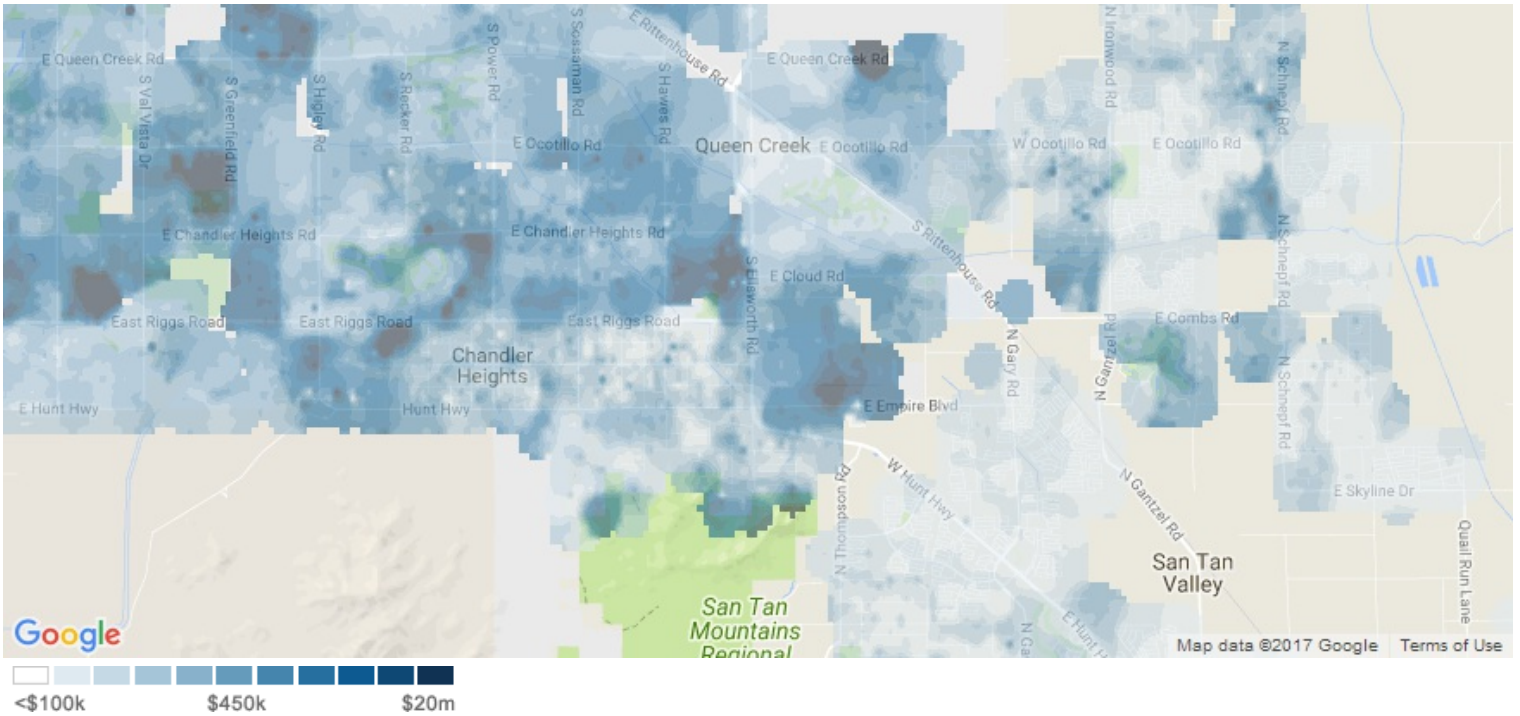 E Rittenhouse Rd
S Sossaman Rd
S Power Rd
N Ironwood Rd
N Schnepf Rd
E Queen Creek Rd
E Queen Creek Rd
S Val Vista Dr
S Greenfield Rd
S Higley Rd
S Recker Rd
S Hawes Rd
E Ocotillo Rd
Queen Creek
E Ocotillo Rd
W Ocotillo Rd
E Ocotillo Rd
E Chandler Heights Rd
E Chandler Heights Rd
S Rittenhouse Rd
N Schnepf Rd
S Ellsworth Rd
E Cloud Rd
East Riggs Road
East Riggs Road
East Riggs Road
E Combs Rd
Chandler
Heights
N Gary Rd
N Gantzel Rd
N Schnepf Rd
E Hunt Hwy
Hunt Hwy
E Empire Blvd
N Thompson Rd
W Hunt Hwy
N Gantzel Rd
E Skyline Dr
Quail Run Lane
San Tan
Valley
San Tan
Mountains
Regional
N Ga
E Hunt H
Google
Map data ©2017 Google
Terms of Use
<$100k
$450k
$20m